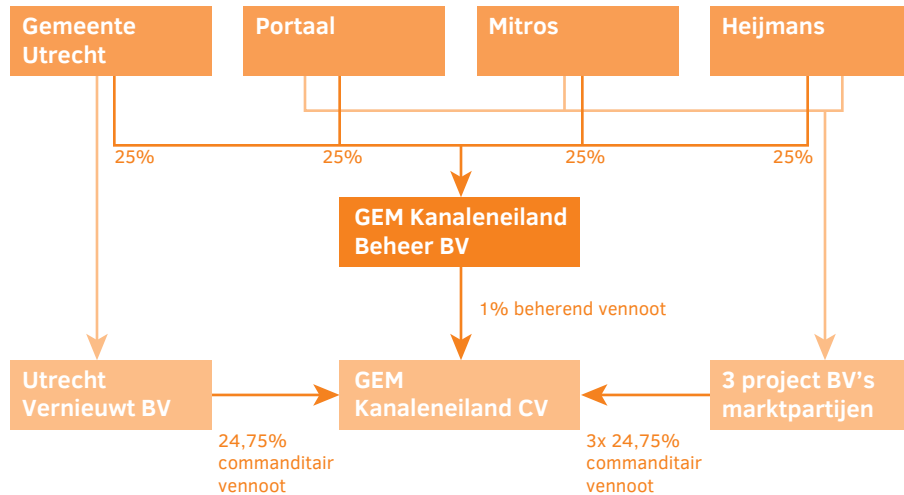 Gemeente
Utrecht
Portaal
Mitros
Heijmans
25%
25%
25%
25%
GEM Kanaleneiland
Beheer BV
1% beherend vennoot
Utrecht
Vernieuwt BV
GEM
Kanaleneiland CV
3 project BV's
marktpartijen
24,75%
commanditair
vennoot
3x 24,75%
commanditair
vennoot